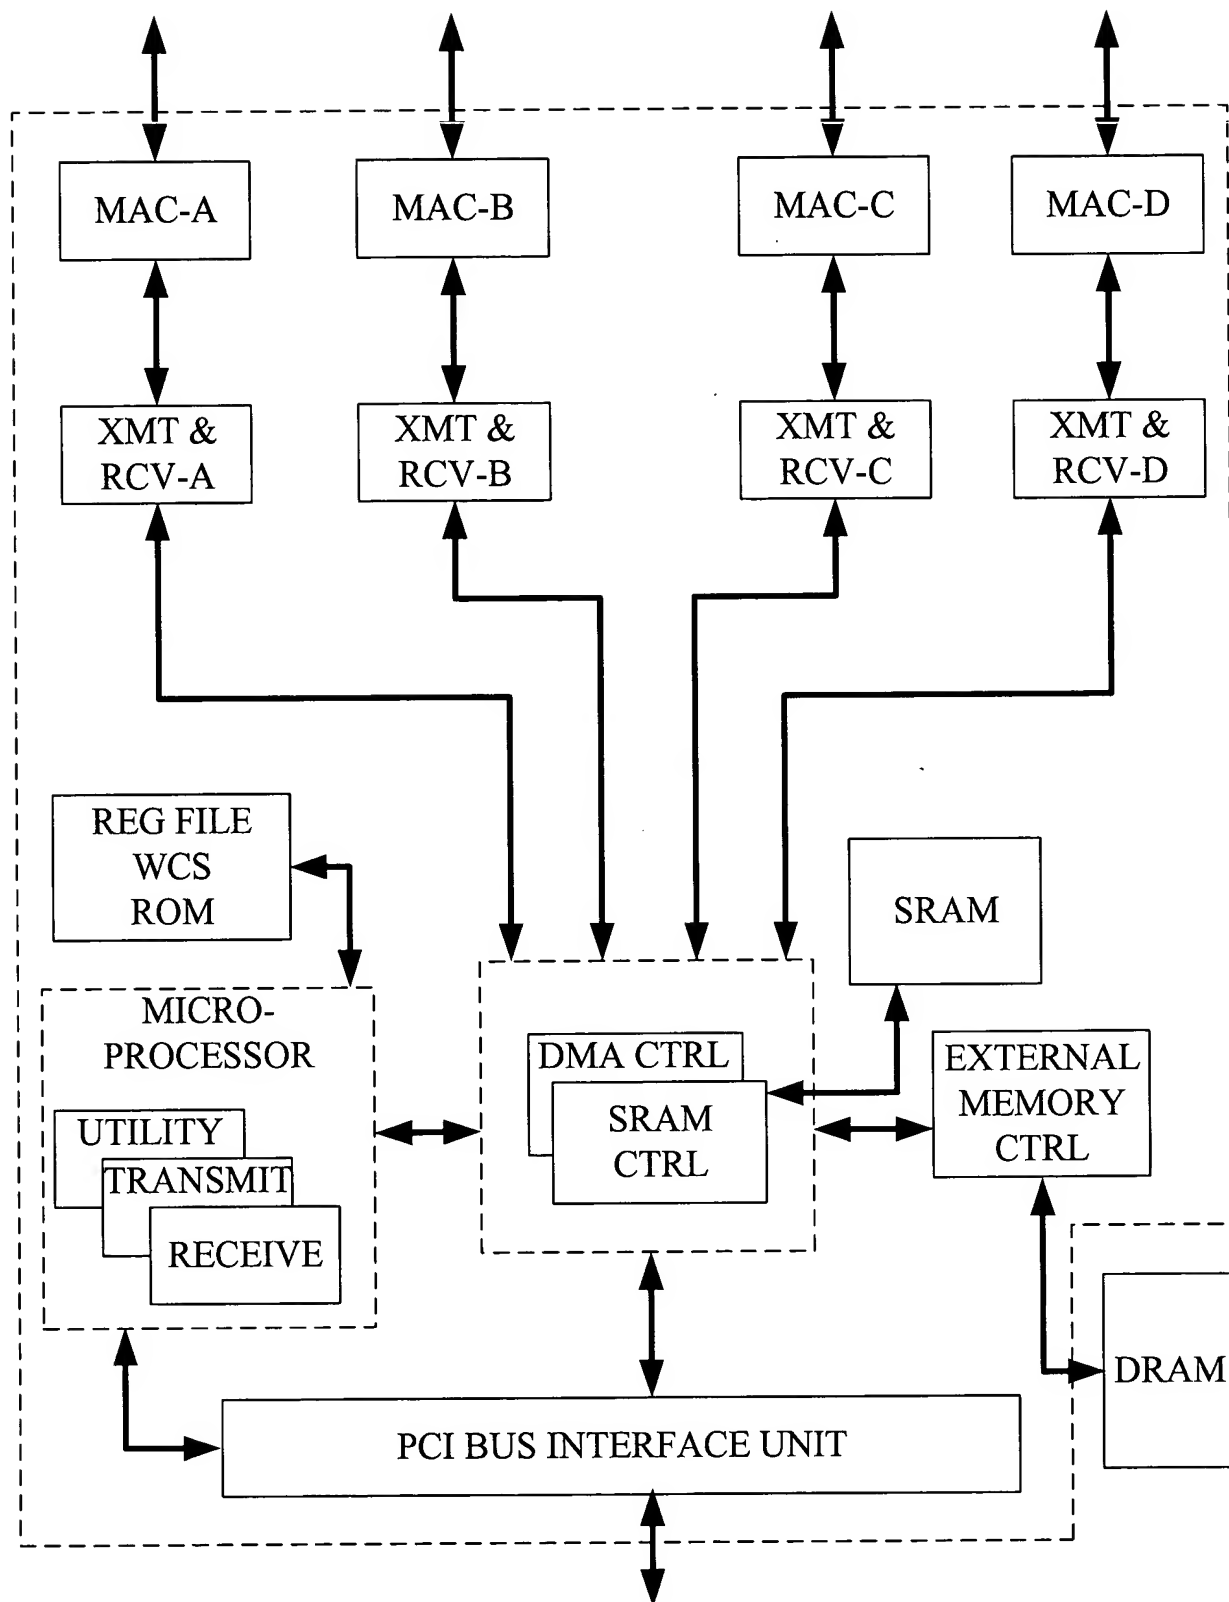 MAC-A
MAC-B
MAC-C
MAC-D
XMT &
RCV-A
XMT &
RCV-B
XMT &
RCV-C
XMT &
RCV-D
REG FILE
WCS
ROM
SRAM
MICRO-
PROCESSOR
UTILITY
TRANSMIT
RECEIVE
DMA CTRL
SRAM
CTRL
EXTERNAL
MEMORY
CTRL
DRAM
PCI BUS INTERFACE UNIT